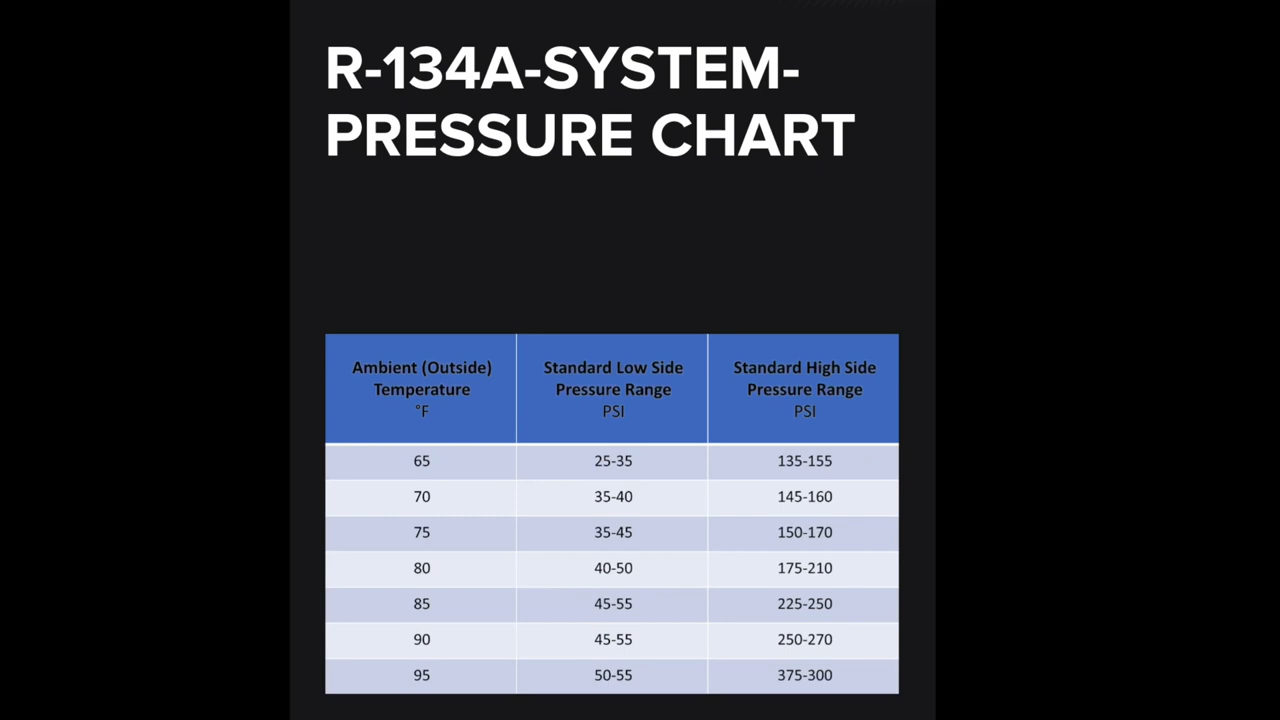 R-134A-SYSTEM-
PRESSURE CHART
Ambient (Outside) Temperature °F Standard Low Side Pressure Range PSI Standard High Side Pressure Range PSI
65 25-35 135-155
70 35-40 145-160
75 35-45 150-170
80 40-50 175-210
85 45-55 225-250
90 45-55 250-270
95 50-55 375-300